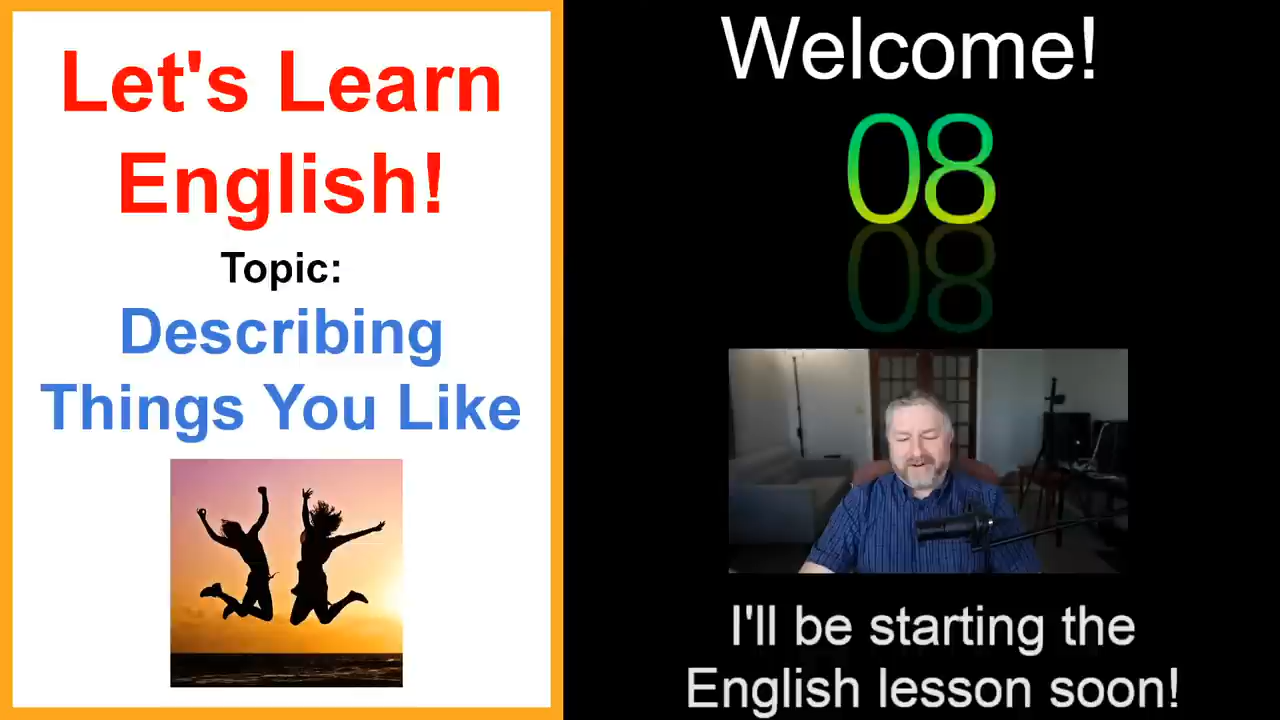 Let's Learn
English!
Topic:
Describing
Things You Like
Welcome!
08
I'll be starting the
English lesson soon!